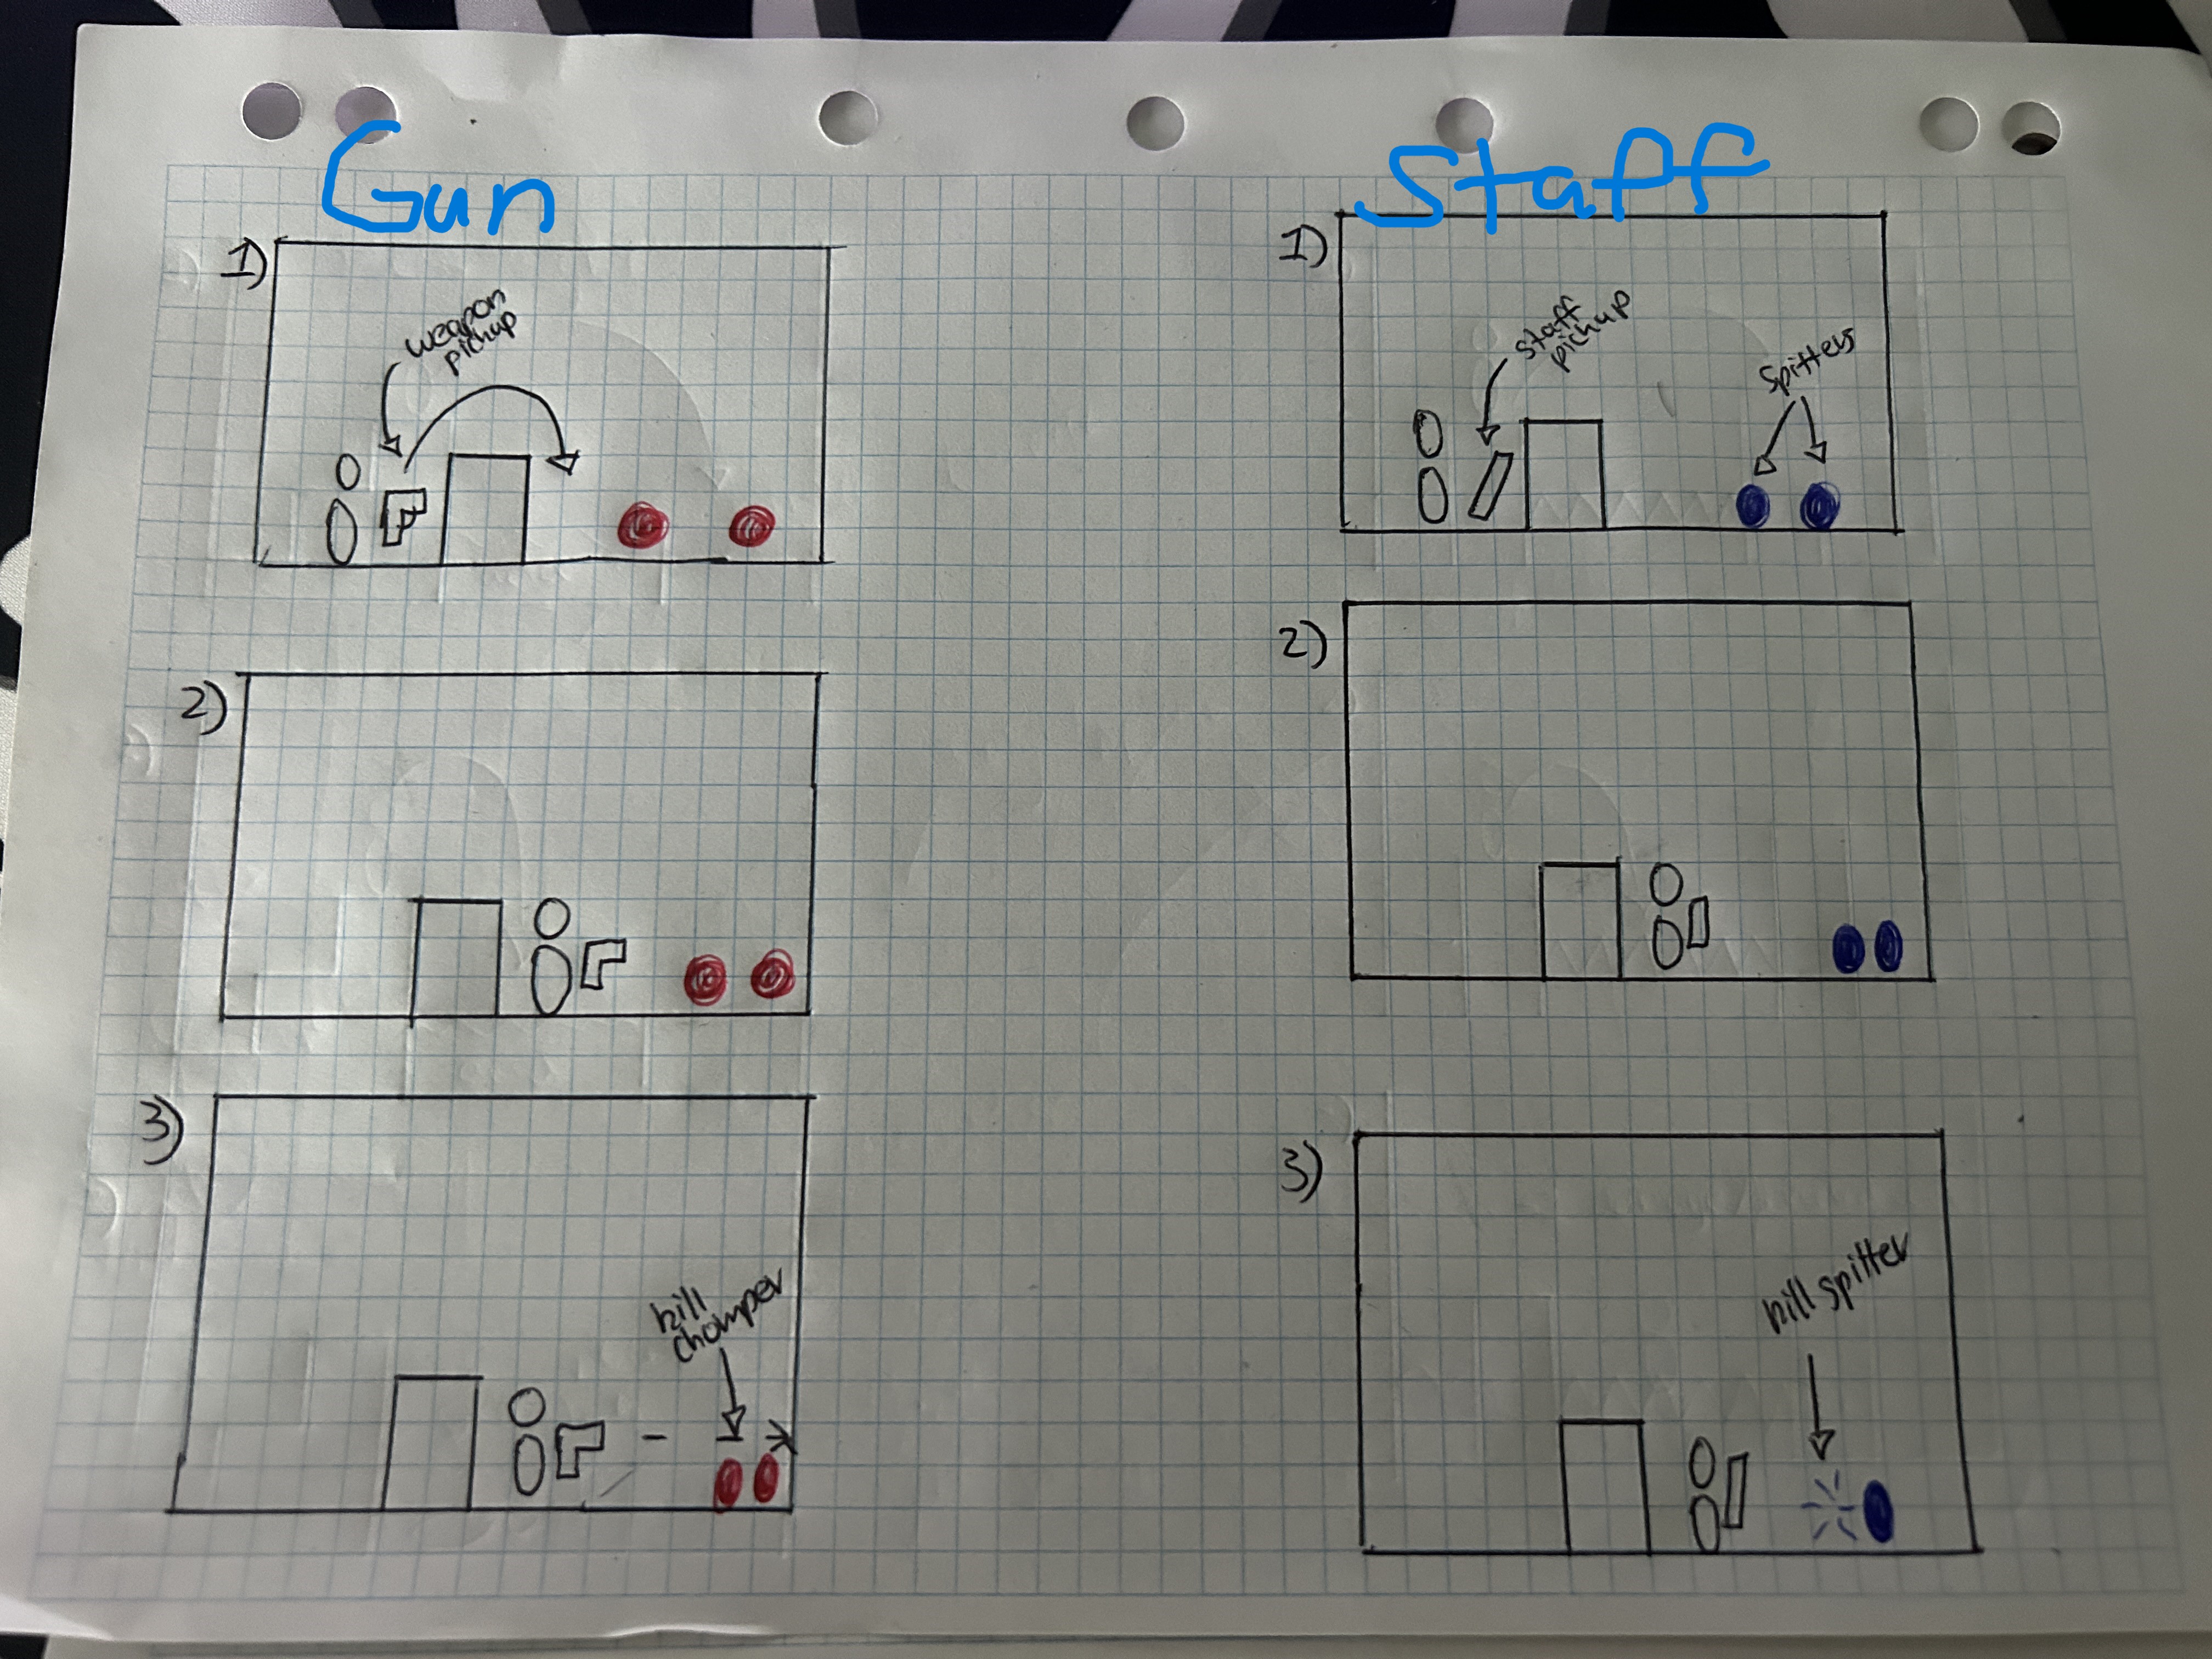 Gun
1)
weapon
pickup
2)
3)
kill
chomper
Staff
1)
staff
pickup
Spitters
2)
3)
kill spitter